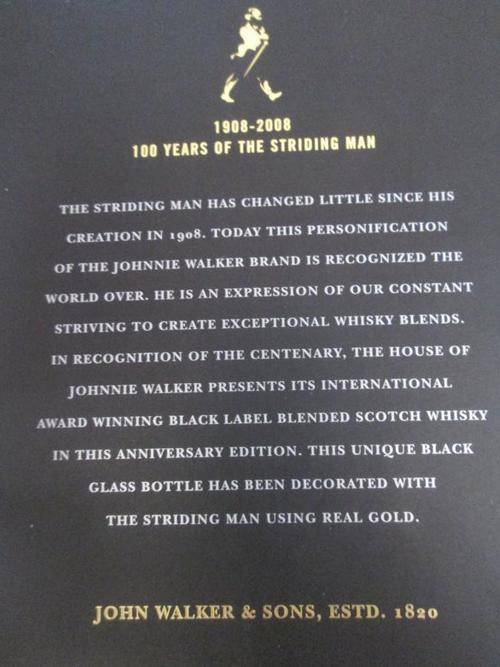 1908-2008
100 YEARS OF THE STRIDING MAN
THE STRIDING MAN HAS CHANGED LITTLE SINCE HIS
CREATION IN 1908. TODAY THIS PERSONIFICATION
OF THE JOHNNIE WALKER BRAND IS RECOGNIZED THE
WORLD OVER. HE IS AN EXPRESSION OF OUR CONSTANT
STRIVING TO CREATE EXCEPTIONAL WHISKY BLENDS.
IN RECOGNITION OF THE CENTENARY, THE HOUSE OF
JOHNNIE WALKER PRESENTS ITS INTERNATIONAL
AWARD WINNING BLACK LABEL BLENDED SCOTCH WHISKY
IN THIS ANNIVERSARY EDITION. THIS UNIQUE BLACK
GLASS BOTTLE HAS BEEN DECORATED WITH
THE STRIDING MAN USING REAL GOLD.
JOHN WALKER & SONS, ESTD. 1820